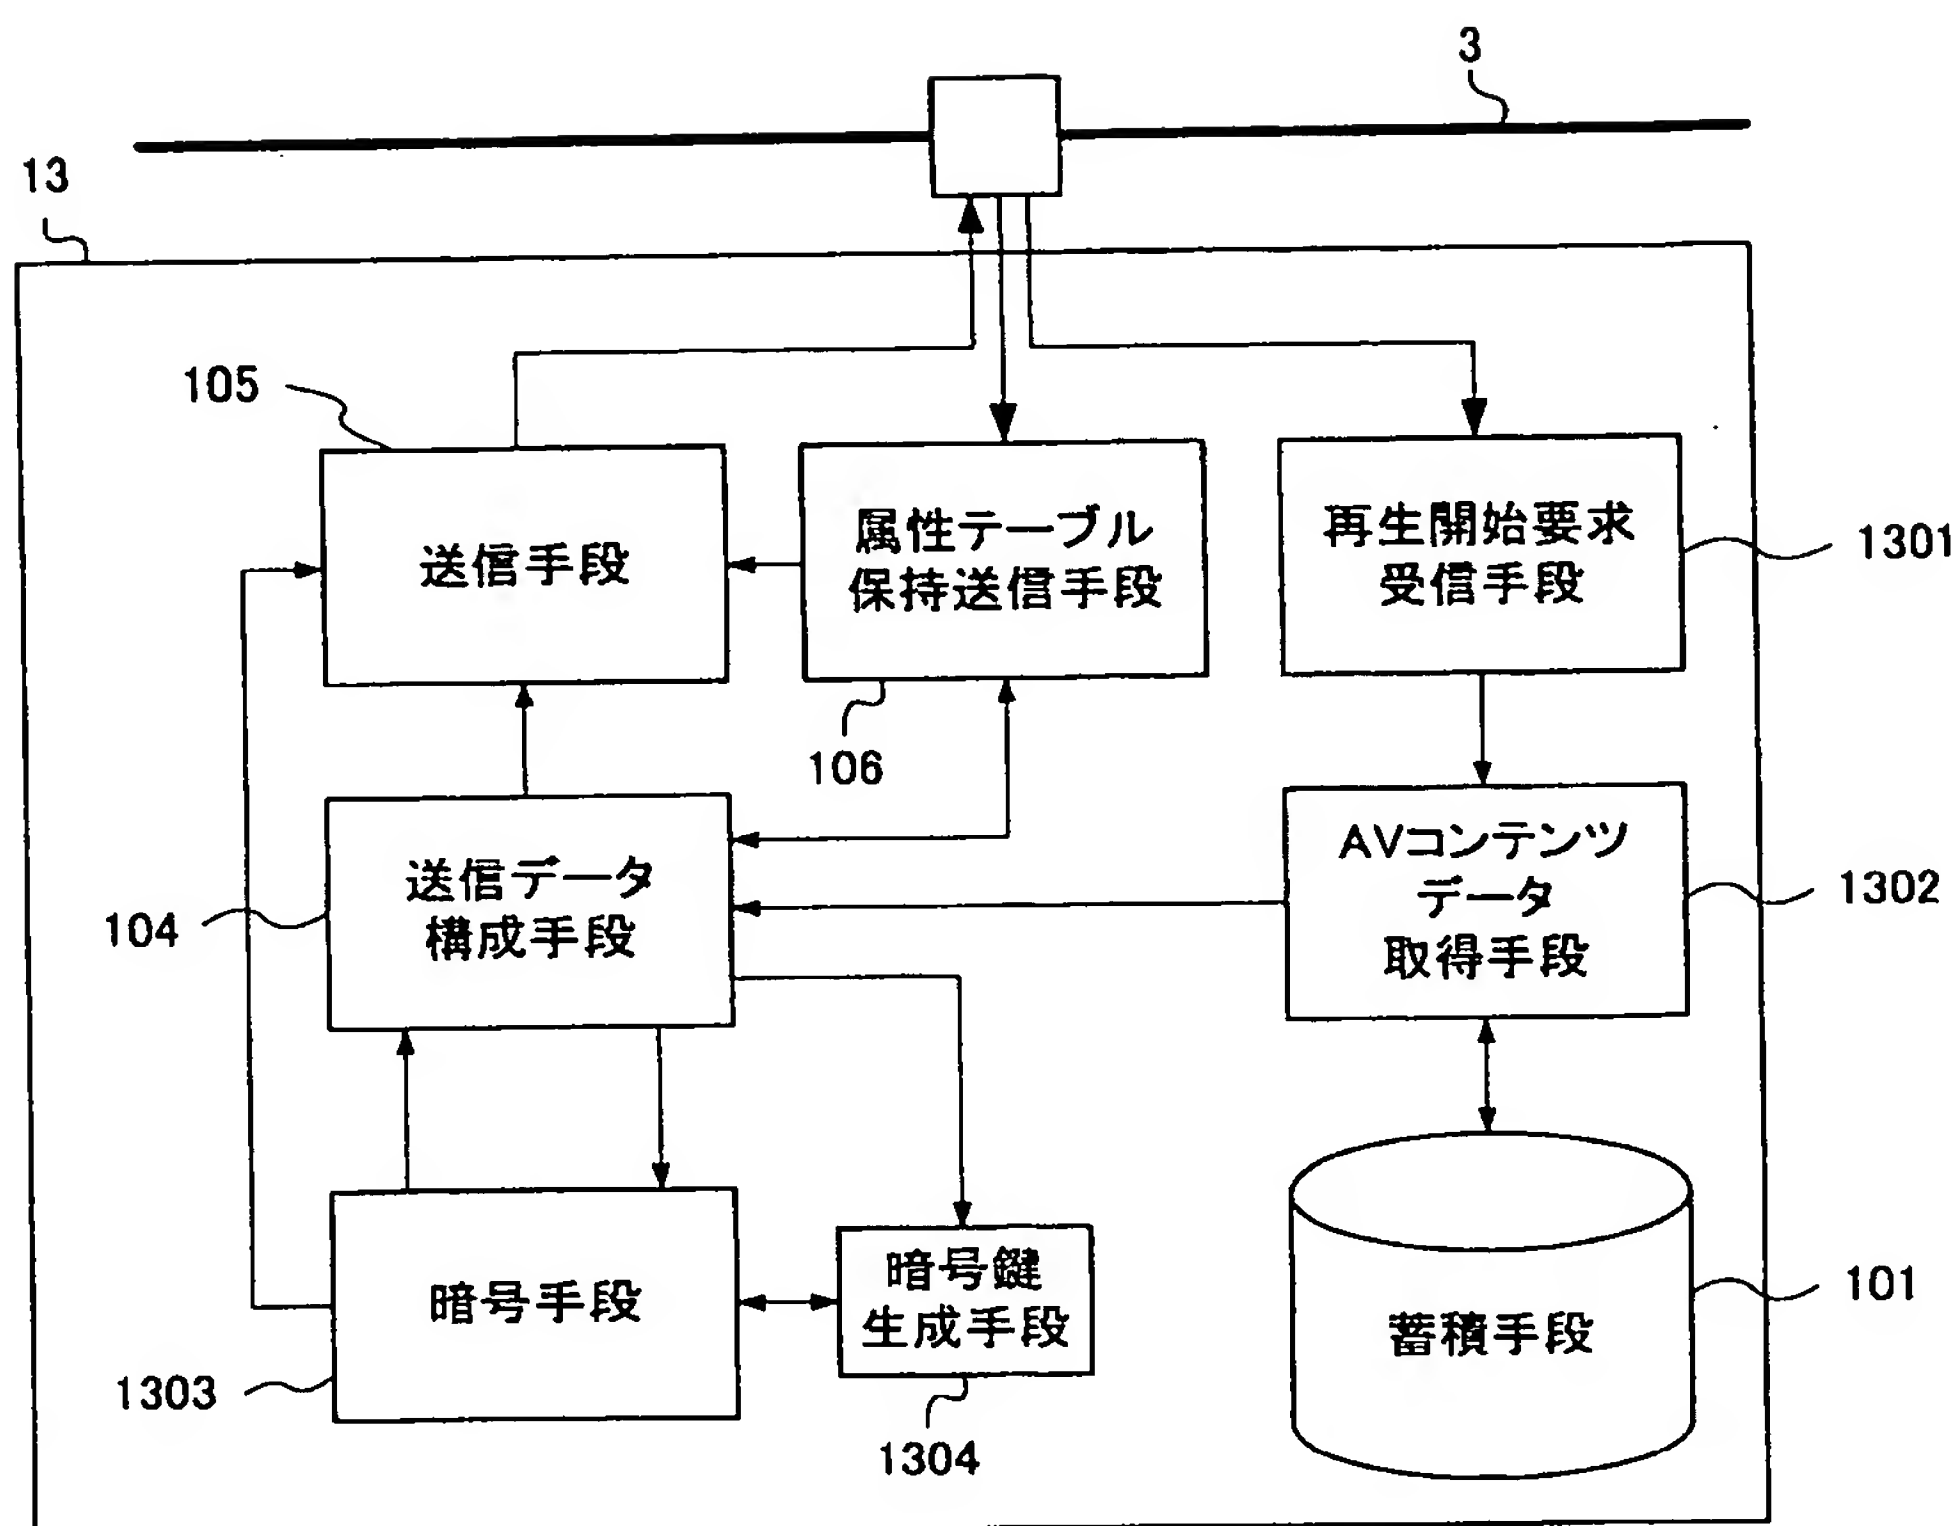 3
13
105
送信手段
属性テーブル
保持送信手段
再生開始要求
受信手段
1301
106
104
送信データ
構成手段
AVコンテンツ
データ
取得手段
1302
暗号手段
1303
暗号鍵
生成手段
1304
蓄積手段
101